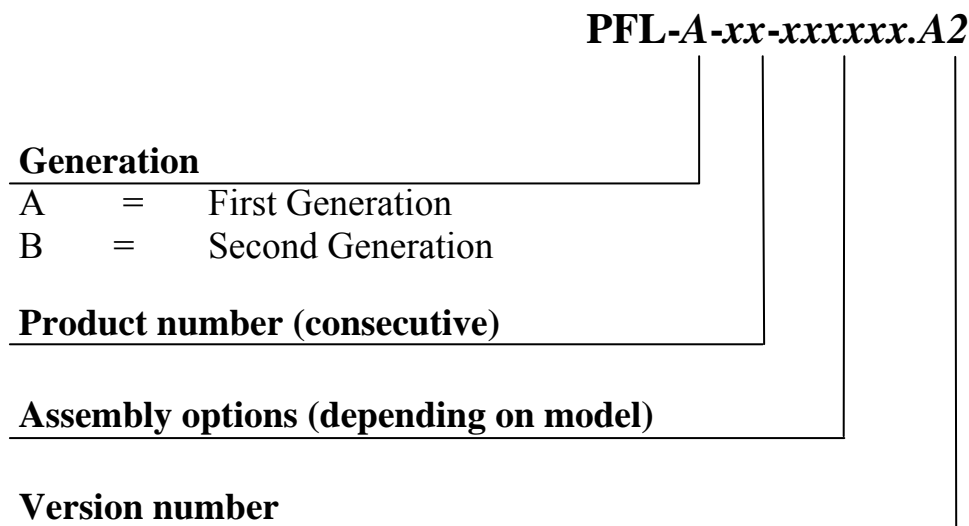 PFL-A-xx-xxxxxx.A2
Generation
A = First Generation
B = Second Generation
Product number (consecutive)
Assembly options (depending on model)
Version number